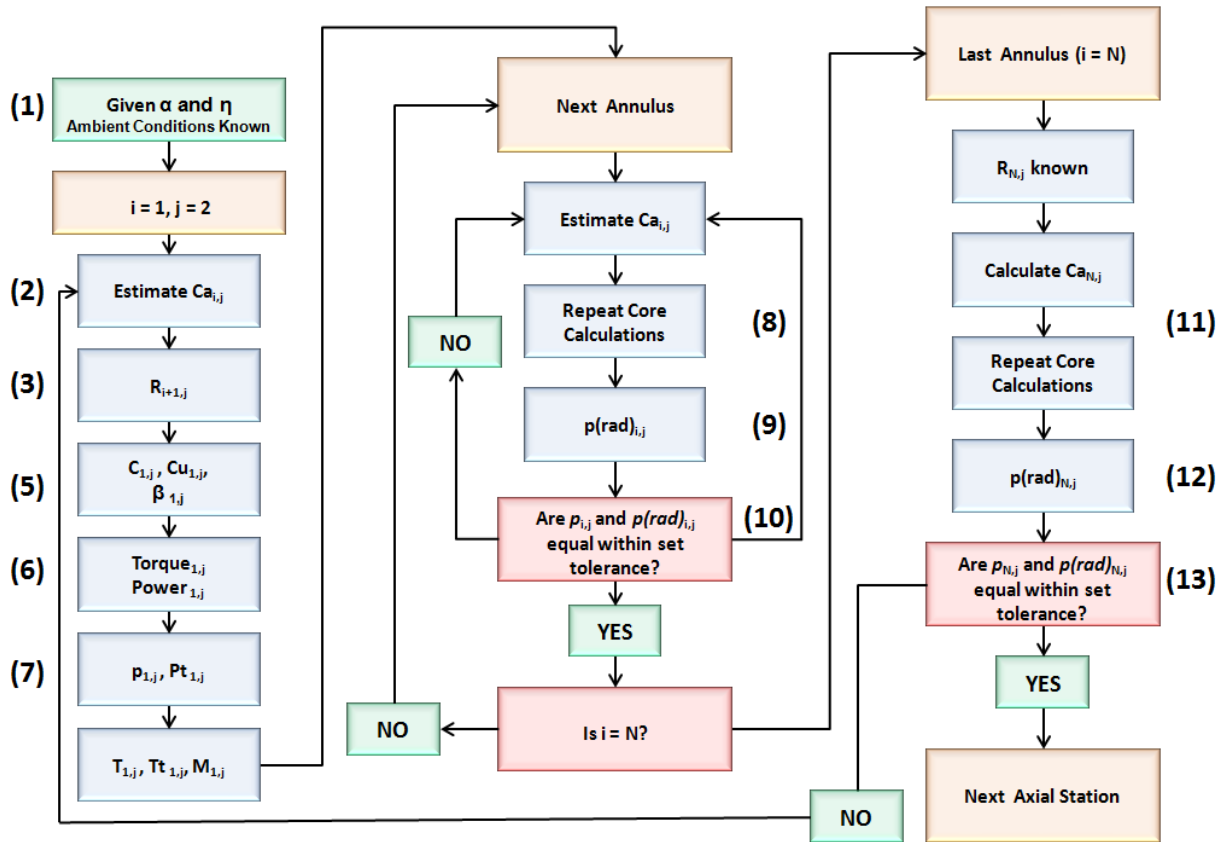 (1)
Given α and η
Ambient Conditions Known
i = 1, j = 2
(2)
Estimate Cai,j
(3)
Ri+1,j
(5)
C1,j , Cu1,j,
β 1,j
(6)
Torque1,j
Power 1,j
(7)
p1,j , Pt 1,j
T1,j , Tt 1,j, M1,j
Next Annulus
Estimate Cai,j
NO
Repeat Core
Calculations
(8)
p(rad)i,j
(9)
Are pi,j and p(rad)i,j
equal within set
tolerance?
(10)
YES
NO
Is i = N?
Last Annulus (i = N)
RN,j known
Calculate CaN,j
(11)
Repeat Core
Calculations
p(rad)N,j
(12)
Are pN,j and p(rad)N,j
equal within set
tolerance?
(13)
YES
NO
Next Axial Station